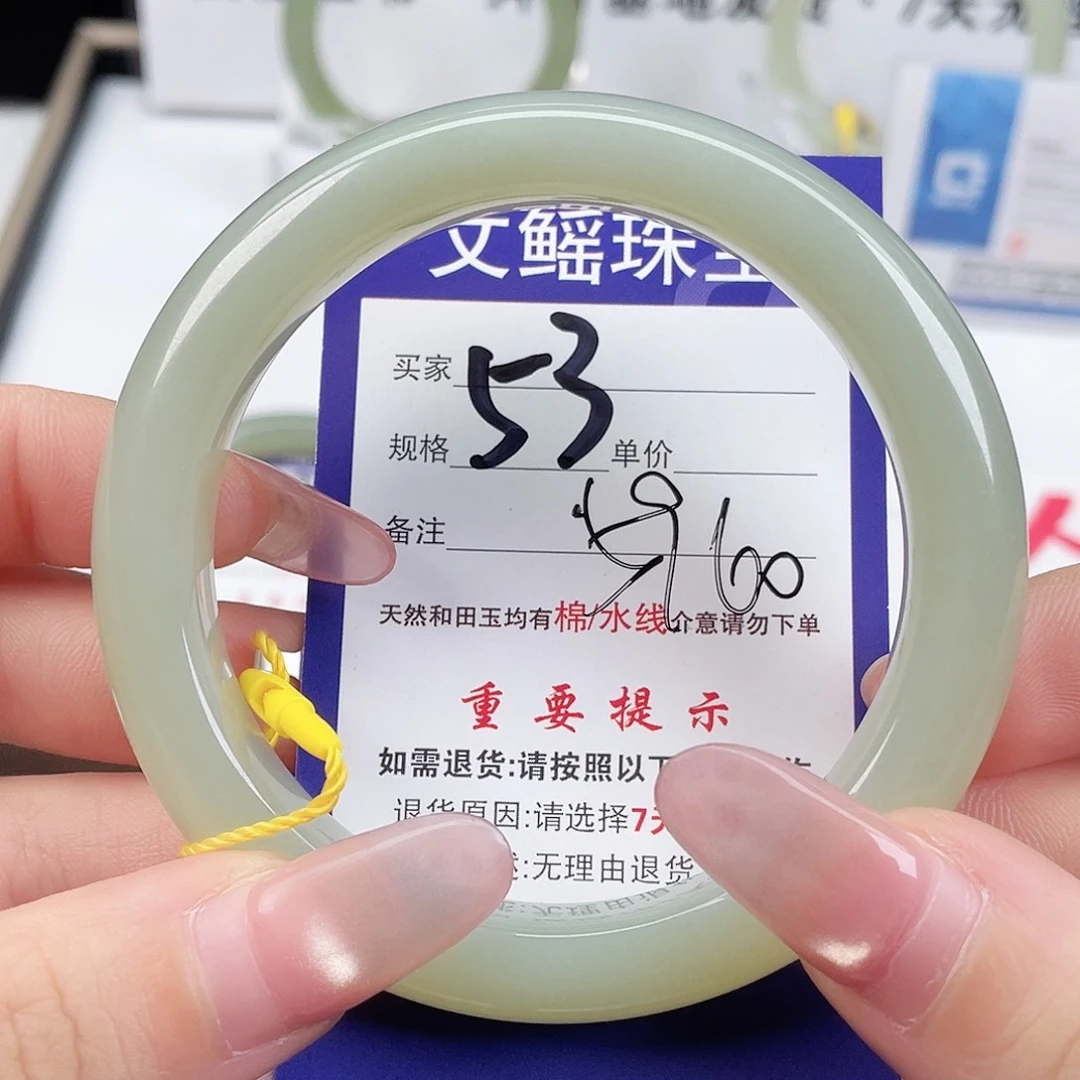 文鳐珠宝
买家
53
规格 单价
备注
60
天然和田玉均有棉/水线介意请勿下单
重要提示
如需退货:请按照以下
退货原因:请选择7天
述:无理由退货